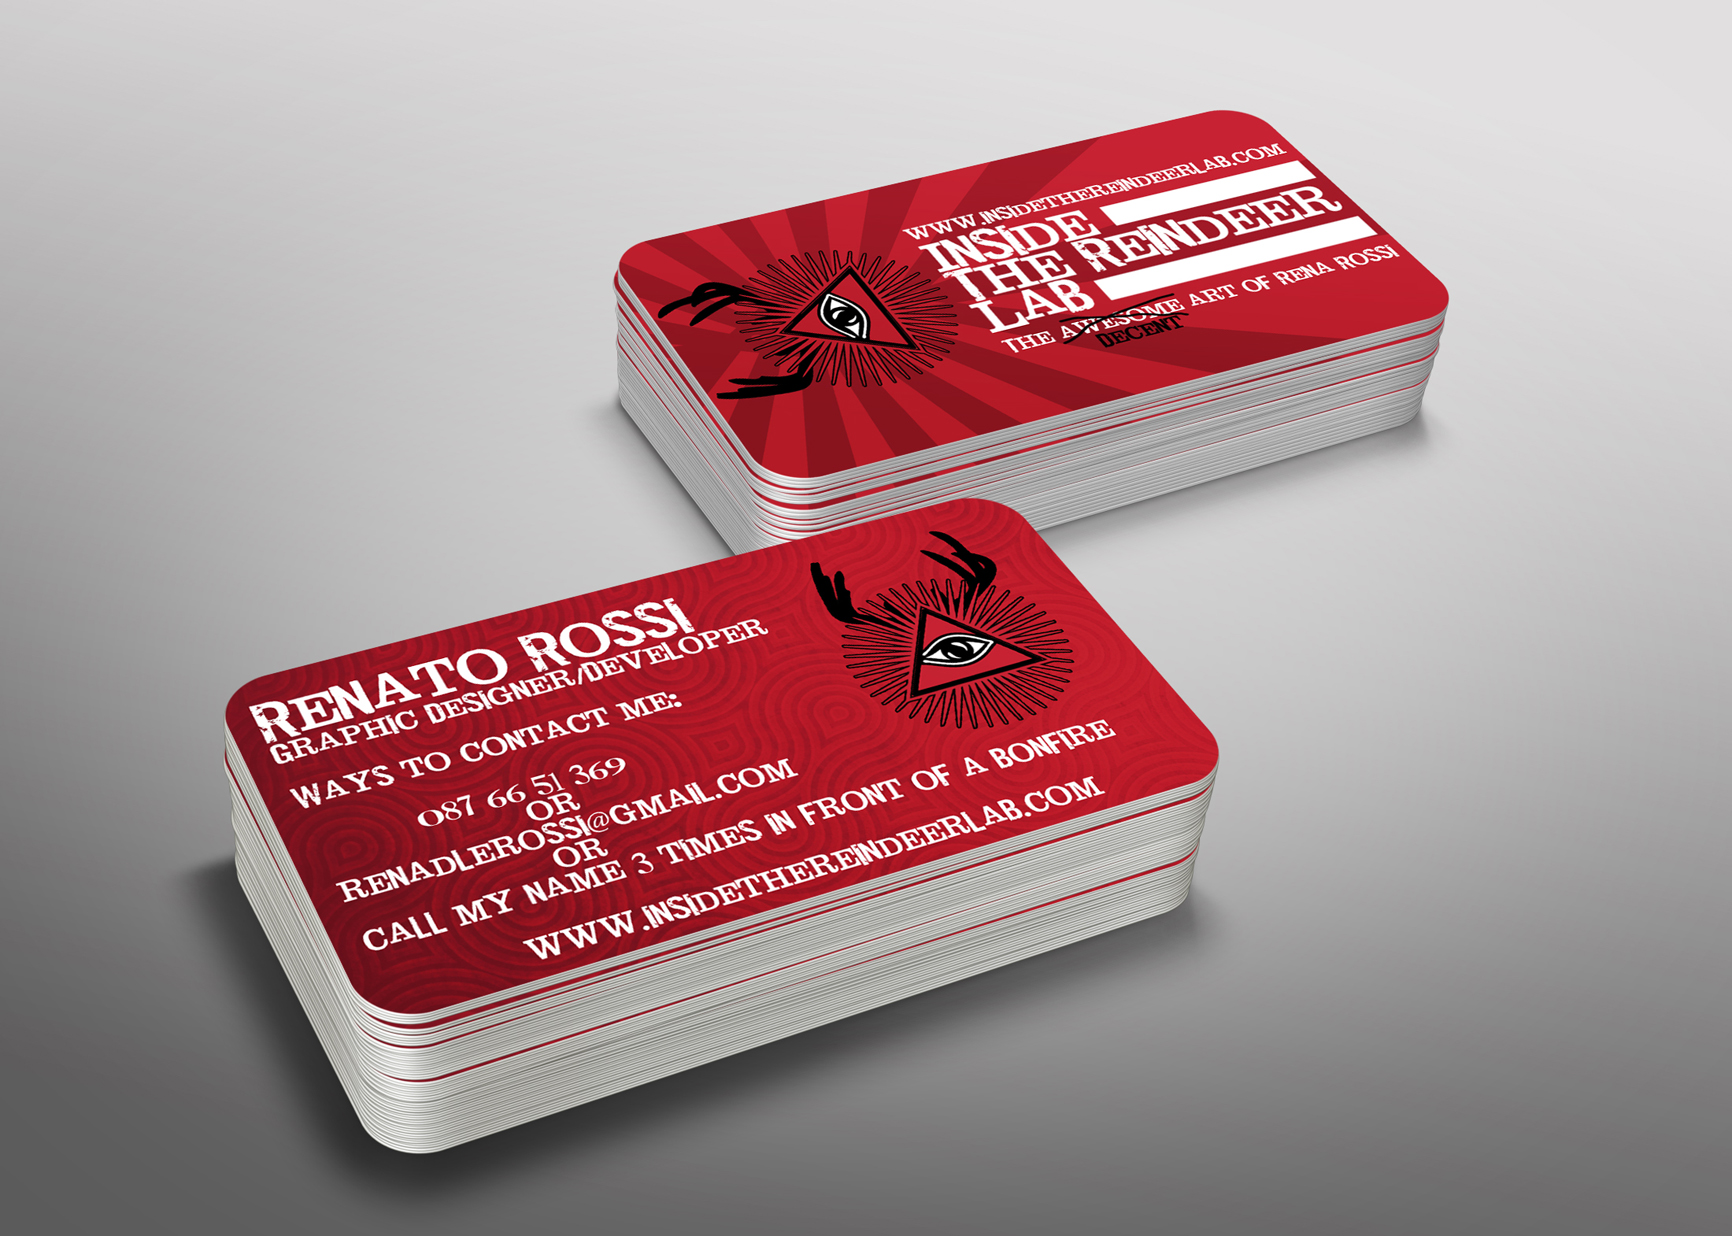 WWW.INSIDETHEREINDEERLAB.COM
INSIDE
THE REINDEER
LAB
THE AWESOME ART OF RENA ROSSI
DECENT
RENATO ROSSI
GRAPHIC DESIGNER/DEVELOPER
WAYS TO CONTACT ME:
087 66 51 369
OR
RENADLEROSSI@GMAIL.COM
OR
CALL MY NAME 3 TIMES IN FRONT OF A BONFIRE
WWW.INSIDETHEREINDEERLAB.COM